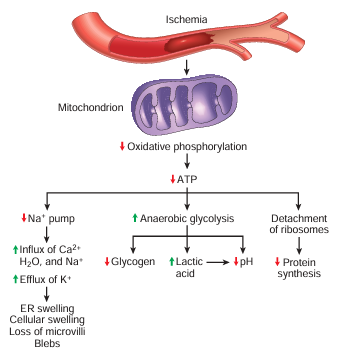 Ischemia
Mitochondrion
↓ Oxidative phosphorylation
↓ ATP
↓ Na⁺ pump
↑ Anaerobic glycolysis
Detachment
of ribosomes
↑ Influx of Ca²⁺
H₂O, and Na⁺
↑ Efflux of K⁺
↓ Glycogen
↑ Lactic
acid
↓ pH
↓ Protein
synthesis
ER swelling
Cellular swelling
Loss of microvilli
Blebs